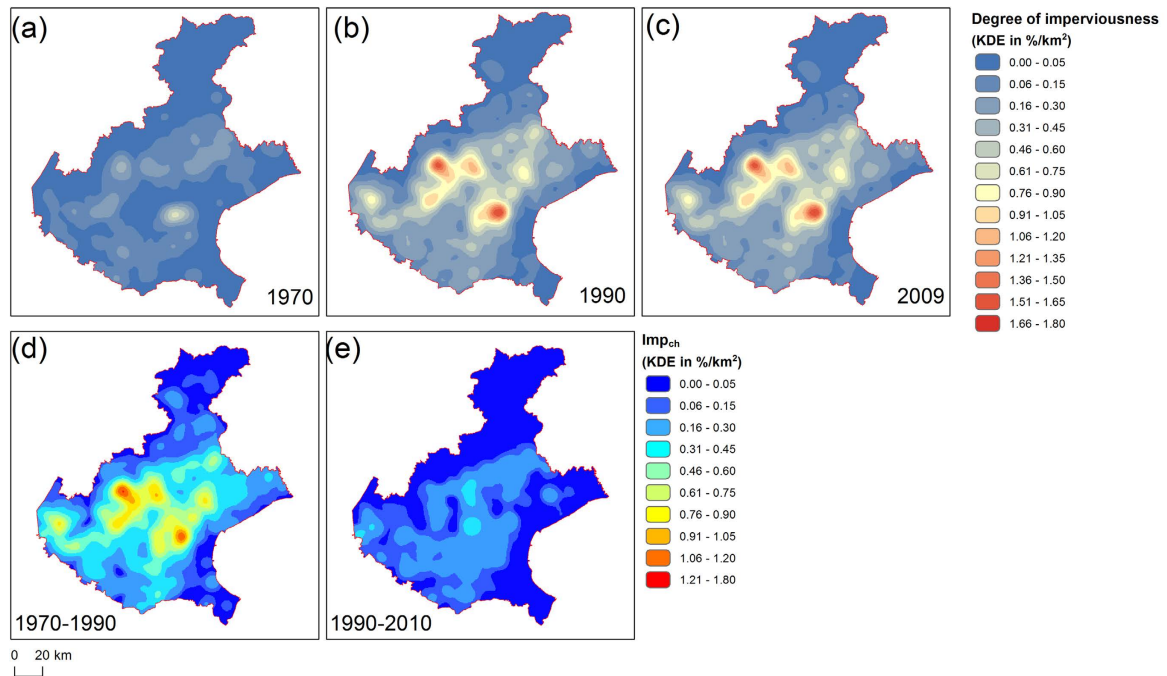 (a)
1970
(b)
1990
(c)
2009
Degree of imperviousness
(KDE in %/km²)
0.00 - 0.05
0.06 - 0.15
0.16 - 0.30
0.31 - 0.45
0.46 - 0.60
0.61 - 0.75
0.76 - 0.90
0.91 - 1.05
1.06 - 1.20
1.21 - 1.35
1.36 - 1.50
1.51 - 1.65
1.66 - 1.80
(d)
1970-1990
(e)
1990-2010
Imp_ch
(KDE in %/km²)
0.00 - 0.05
0.06 - 0.15
0.16 - 0.30
0.31 - 0.45
0.46 - 0.60
0.61 - 0.75
0.76 - 0.90
0.91 - 1.05
1.06 - 1.20
1.21 - 1.80
0 20 km